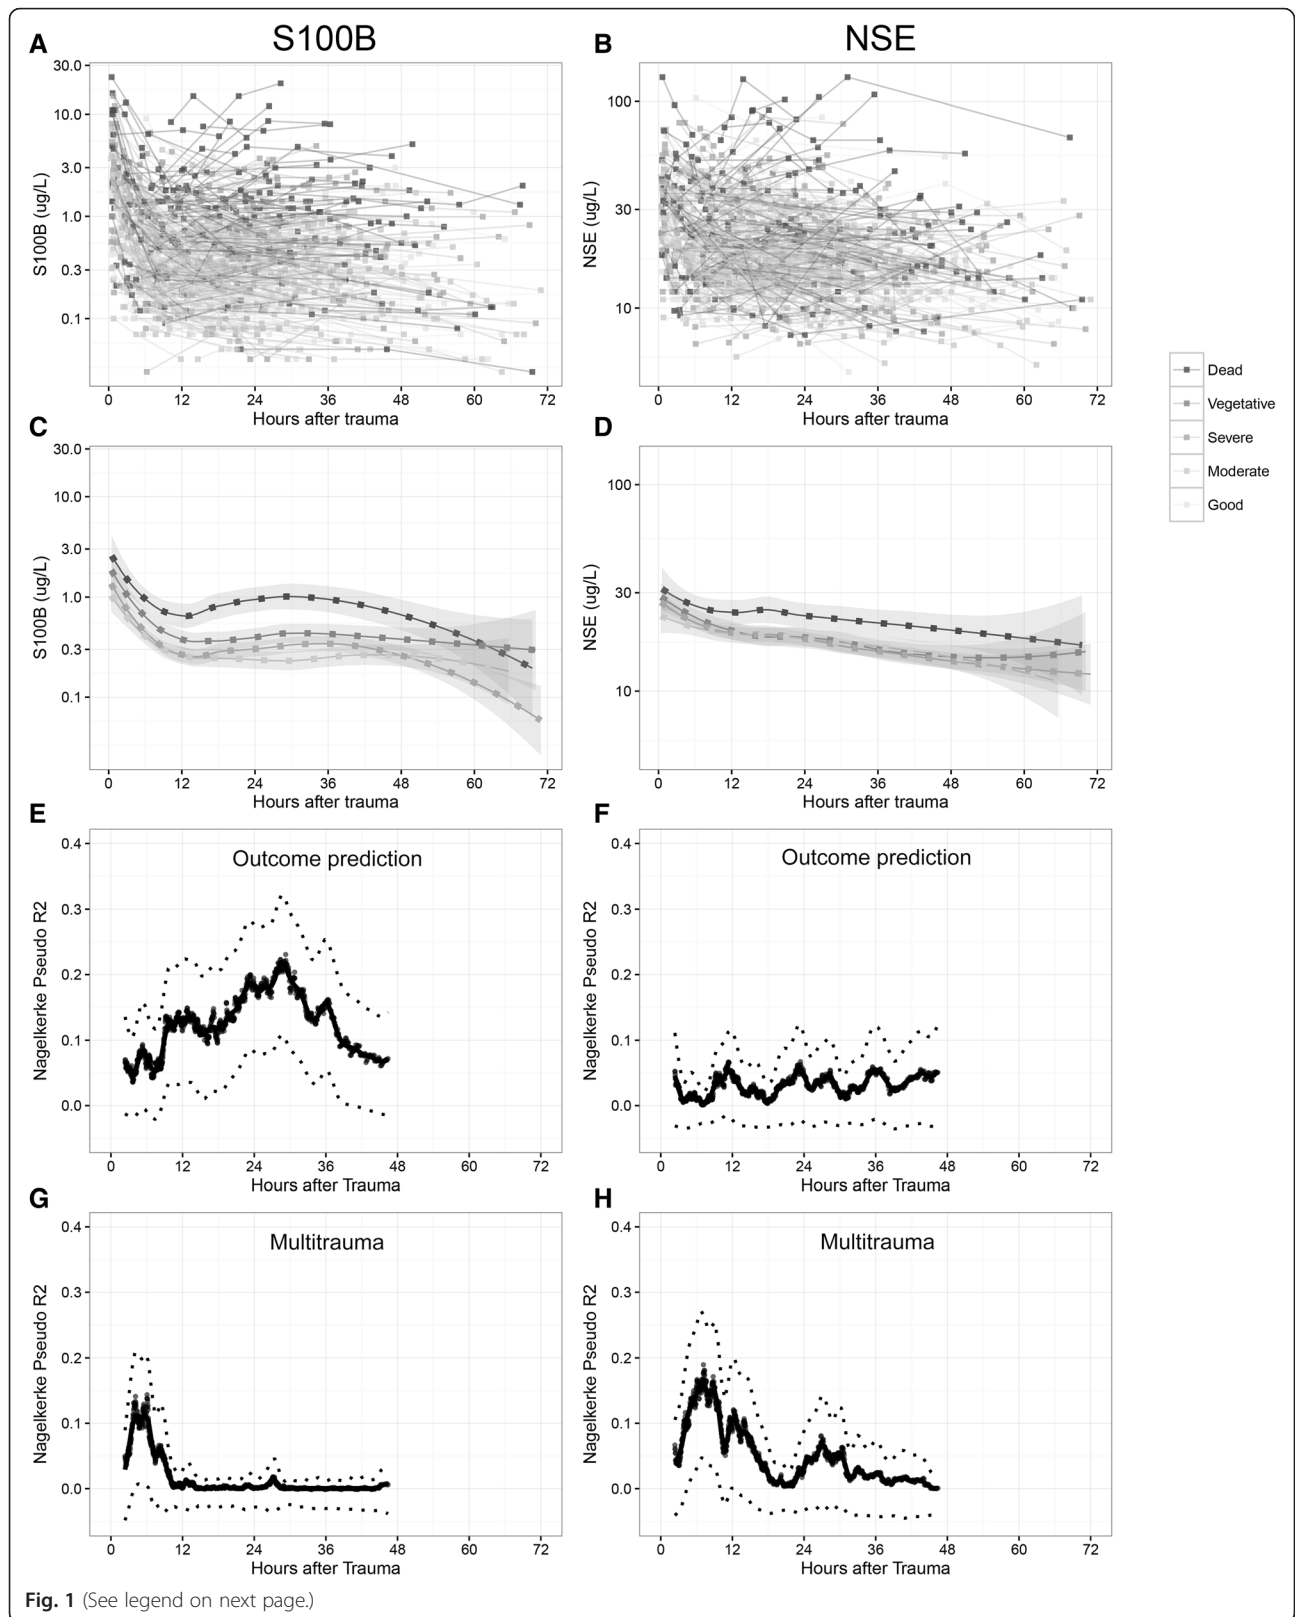 A S100B
30.0
10.0
3.0
1.0
0.3
0.1
S100B (ug/L)
0 12 24 36 48 60 72
Hours after trauma
B NSE
100
30
10
NSE (ug/L)
0 12 24 36 48 60 72
Hours after trauma
Dead
Vegetative
Severe
Moderate
Good
C
30.0
10.0
3.0
1.0
0.3
0.1
S100B (ug/L)
0 12 24 36 48 60 72
Hours after trauma
D
100
30
10
NSE (ug/L)
0 12 24 36 48 60 72
Hours after trauma
E
Outcome prediction
0.4
0.3
0.2
0.1
0.0
Nagelkerke Pseudo R2
0 12 24 36 48 60 72
Hours after Trauma
F
Outcome prediction
0.4
0.3
0.2
0.1
0.0
Nagelkerke Pseudo R2
0 12 24 36 48 60 72
Hours after Trauma
G
Multitrauma
0.4
0.3
0.2
0.1
0.0
Nagelkerke Pseudo R2
0 12 24 36 48 60 72
Hours after Trauma
H
Multitrauma
0.4
0.3
0.2
0.1
0.0
Nagelkerke Pseudo R2
0 12 24 36 48 60 72
Hours after Trauma
Fig. 1 (See legend on next page.)